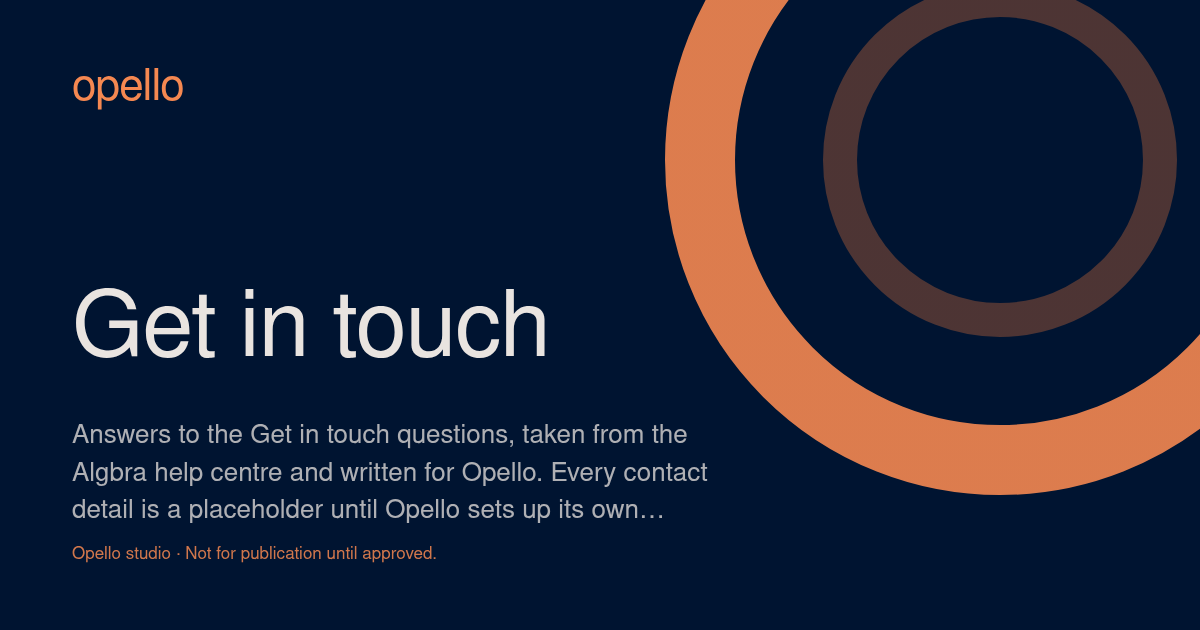 opello
Get in touch
Answers to the Get in touch questions, taken from the
Algbra help centre and written for Opello. Every contact
detail is a placeholder until Opello sets up its own…
Opello studio · Not for publication until approved.